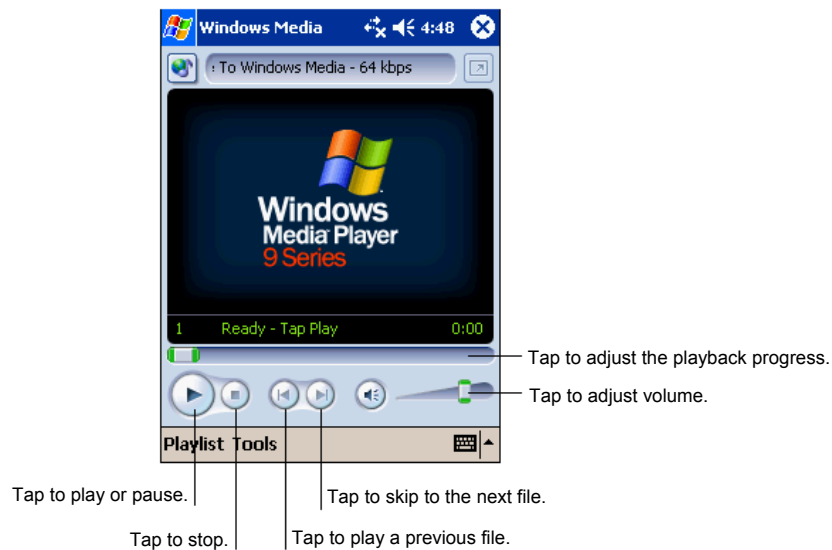 Windows Media 4:48
: To Windows Media - 64 kbps
Windows
Media Player
9 Series
1 Ready - Tap Play 0:00
Tap to adjust the playback progress.
Tap to adjust volume.
Playlist Tools
Tap to play or pause.
Tap to skip to the next file.
Tap to stop.
Tap to play a previous file.